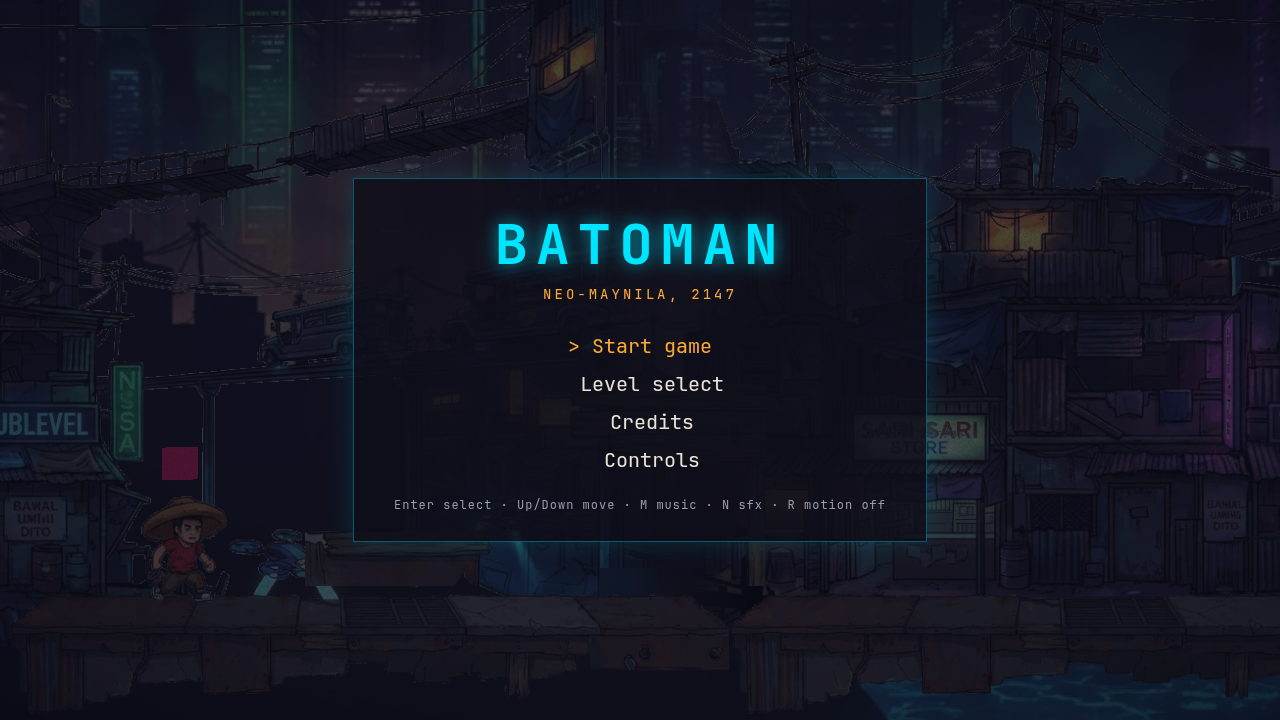 BATOMAN
NEO-MAYNILA, 2147
> Start game
Level select
Credits
Controls
Enter select · Up/Down move · M music · N sfx · R motion off
UBLEVEL
BAWAL
UMIHI
DITO
SARI SARI
STORE
BAWAL
UMIHI
DITO